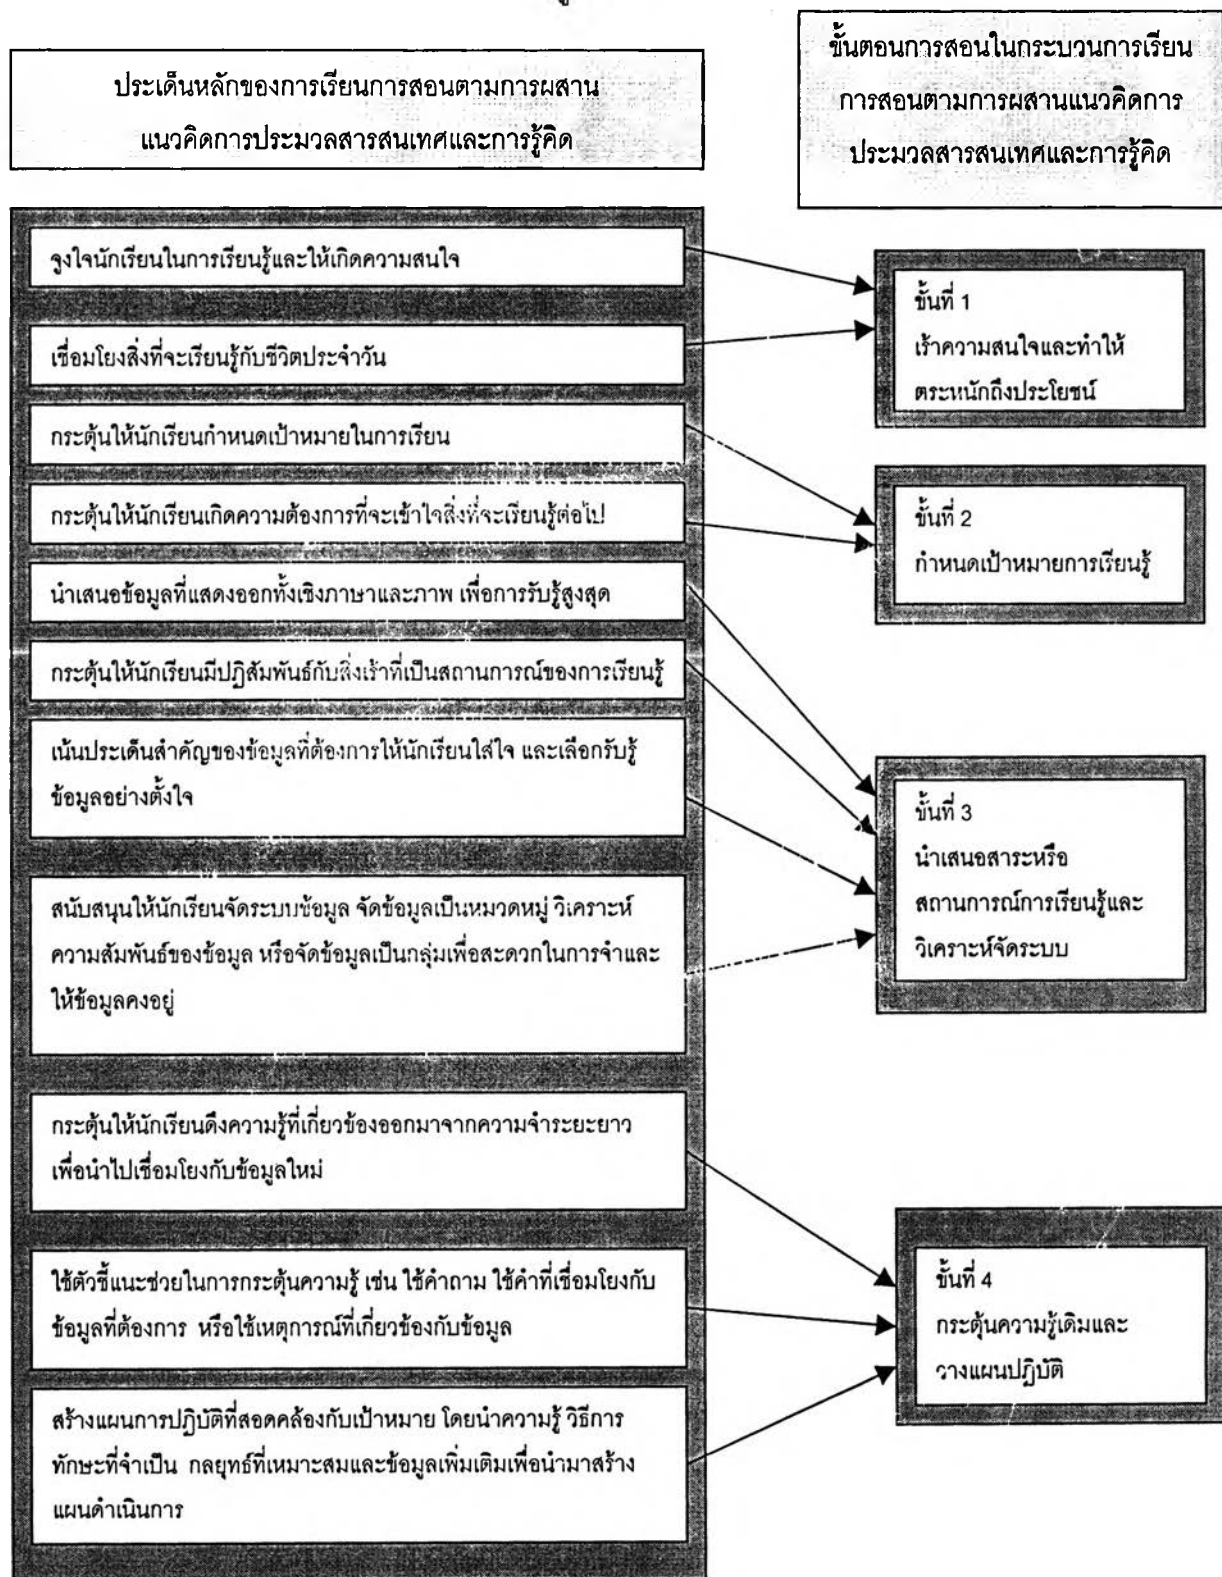 ประเด็นหลักของการเรียนการสอนตามการผสาน
แนวคิดการประมวลสารสนเทศและการรู้คิด
ขั้นตอนการสอนในกระบวนการเรียน
การสอนตามการผสานแนวคิดการ
ประมวลสารสนเทศและการรู้คิด
จูงใจนักเรียนในการเรียนรู้และให้เกิดความสนใจ
เชื่อมโยงสิ่งที่จะเรียนรู้กับชีวิตประจำวัน
ขั้นที่ 1
เร้าความสนใจและทำให้
ตระหนักถึงประโยชน์
กระตุ้นให้นักเรียนกำหนดเป้าหมายในการเรียน
กระตุ้นให้นักเรียนเกิดความต้องการที่จะเข้าใจสิ่งที่จะเรียนรู้ต่อไป
ขั้นที่ 2
กำหนดเป้าหมายการเรียนรู้
นำเสนอข้อมูลที่แสดงออกทั้งเชิงภาษาและภาพ เพื่อการรับรู้สูงสุด
กระตุ้นให้นักเรียนมีปฏิสัมพันธ์กับสิ่งเร้าที่เป็นสถานการณ์ของการเรียนรู้
เน้นประเด็นสำคัญของข้อมูลที่ต้องการให้นักเรียนใส่ใจ และเลือกรับรู้
ข้อมูลอย่างตั้งใจ
สนับสนุนให้นักเรียนจัดระบบข้อมูล จัดข้อมูลเป็นหมวดหมู่ วิเคราะห์
ความสัมพันธ์ของข้อมูล หรือจัดข้อมูลเป็นกลุ่มเพื่อสะดวกในการจำและ
ให้ข้อมูลคงอยู่
ขั้นที่ 3
นำเสนอสาระหรือ
สถานการณ์การเรียนรู้และ
วิเคราะห์จัดระบบ
กระตุ้นให้นักเรียนดึงความรู้ที่เกี่ยวข้องออกมาจากความจำระยะยาว
เพื่อนำไปเชื่อมโยงกับข้อมูลใหม่
ใช้ตัวชี้แนะช่วยในการกระตุ้นความรู้ เช่น ใช้คำถาม ใช้คำที่เชื่อมโยงกับ
ข้อมูลที่ต้องการ หรือใช้เหตุการณ์ที่เกี่ยวข้องกับข้อมูล
สร้างแผนการปฏิบัติที่สอดคล้องกับเป้าหมาย โดยนำความรู้ วิธีการ
ทักษะที่จำเป็น กลยุทธ์ที่เหมาะสมและข้อมูลเพิ่มเติมเพื่อนำมาสร้าง
แผนดำเนินการ
ขั้นที่ 4
กระตุ้นความรู้เดิมและ
วางแผนปฏิบัติ